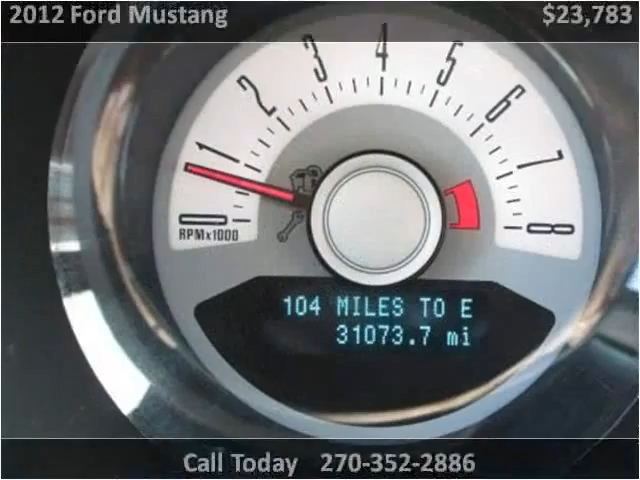 2012 Ford Mustang $23,783
1 2 3 4 5 6 7
0 8
RPMx1000
104 MILES TO E
31073.7 mi
Call Today 270-352-2886